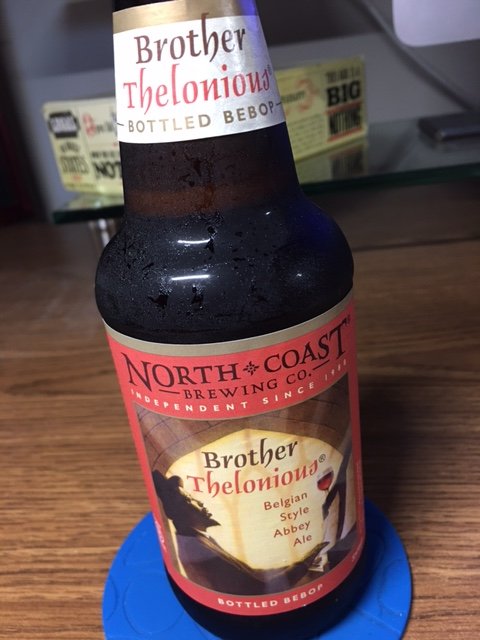 Brother
Thelonious®
BOTTLED BEBOP
BIG
NOTHING
NORTH COAST
BREWING CO.
INDEPENDENT SINCE 1988
Brother
Thelonious®
Belgian
Style
Abbey
Ale
BOTTLED BEBOP